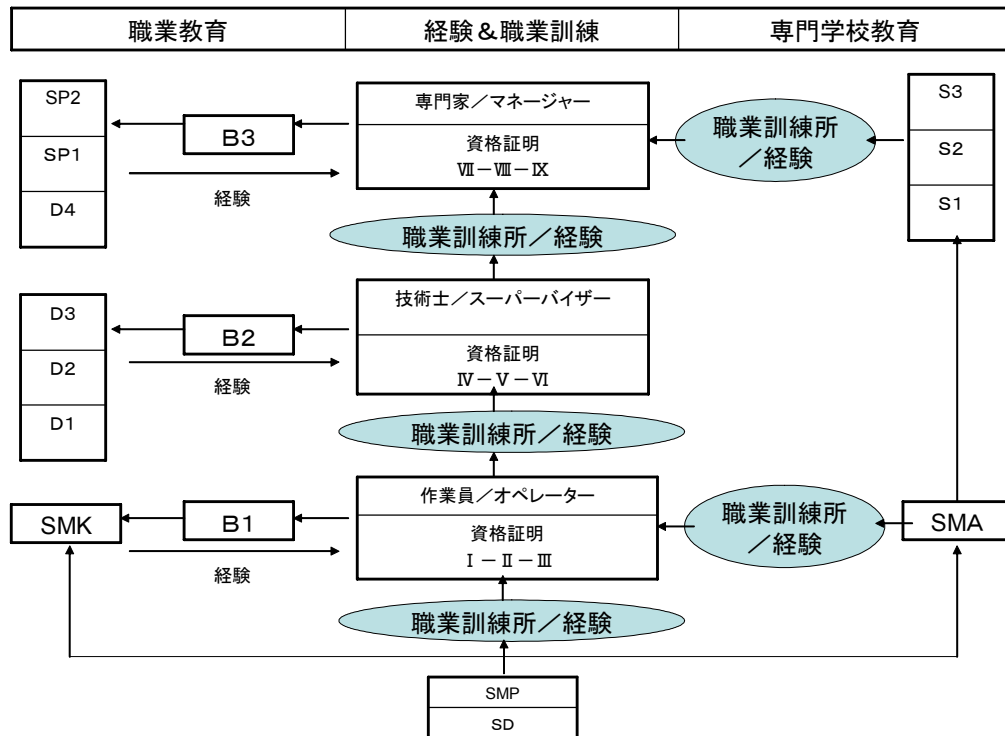 職業教育
経験&職業訓練
専門学校教育
SP2
SP1
D4
B3
経験
専門家／マネージャー
資格証明
Ⅶ－Ⅷ－Ⅸ
職業訓練所
／経験
S3
S2
S1
職業訓練所／経験
D3
D2
D1
B2
経験
技術士／スーパーバイザー
資格証明
Ⅳ－Ⅴ－Ⅵ
職業訓練所／経験
SMK
B1
経験
作業員／オペレーター
資格証明
Ⅰ－Ⅱ－Ⅲ
職業訓練所
／経験
SMA
職業訓練所／経験
SMP
SD